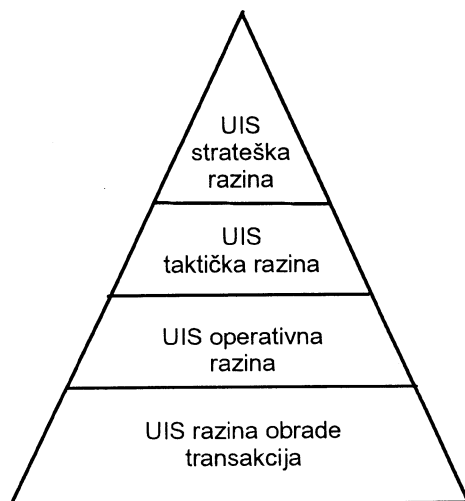 UIS
strateška
razina
UIS
taktička razina
UIS operativna
razina
UIS razina obrade
transakcija